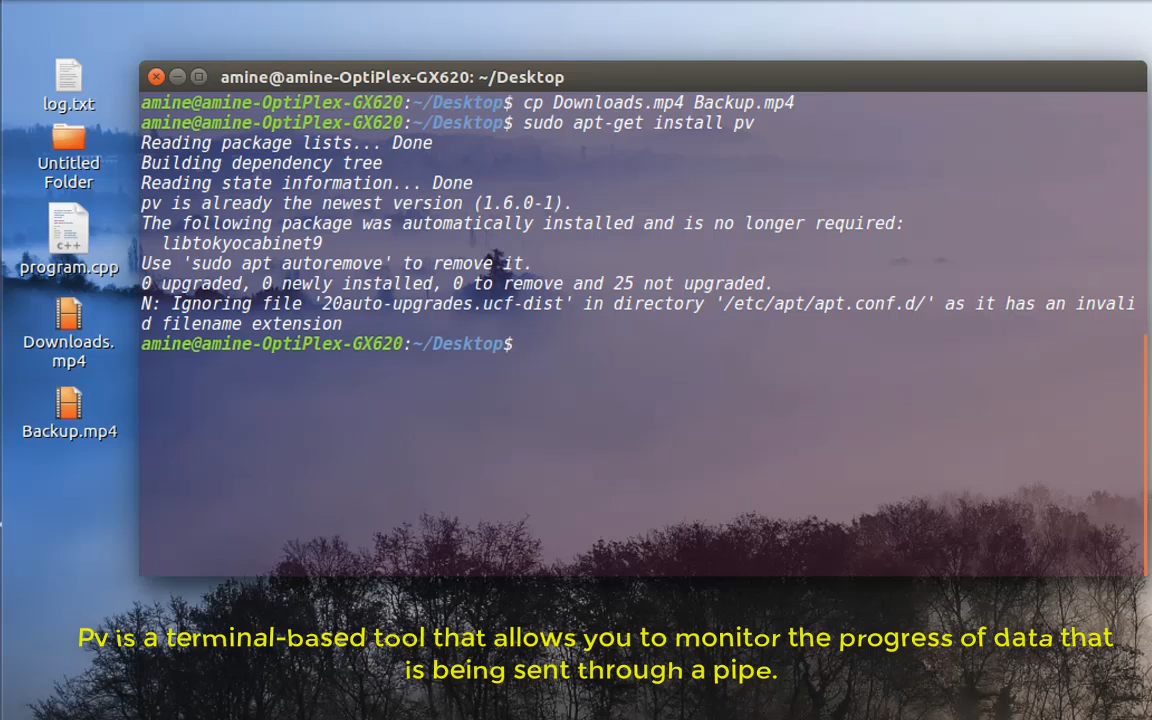 amine@amine-OptiPlex-GX620: ~/Desktop
log.txt
Untitled
Folder
c++
program.cpp
Downloads.
mp4
Backup.mp4
amine@amine-OptiPlex-GX620:~/Desktop$ cp Downloads.mp4 Backup.mp4
amine@amine-OptiPlex-GX620:~/Desktop$ sudo apt-get install pv
Reading package lists... Done
Building dependency tree
Reading state information... Done
pv is already the newest version (1.6.0-1).
The following package was automatically installed and is no longer required:
  libtokyocabinet9
Use 'sudo apt autoremove' to remove it.
0 upgraded, 0 newly installed, 0 to remove and 25 not upgraded.
N: Ignoring file '20auto-upgrades.ucf-dist' in directory '/etc/apt/apt.conf.d/' as it has an invali
d filename extension
amine@amine-OptiPlex-GX620:~/Desktop$
Pv is a terminal-based tool that allows you to monitor the progress of data that
is being sent through a pipe.